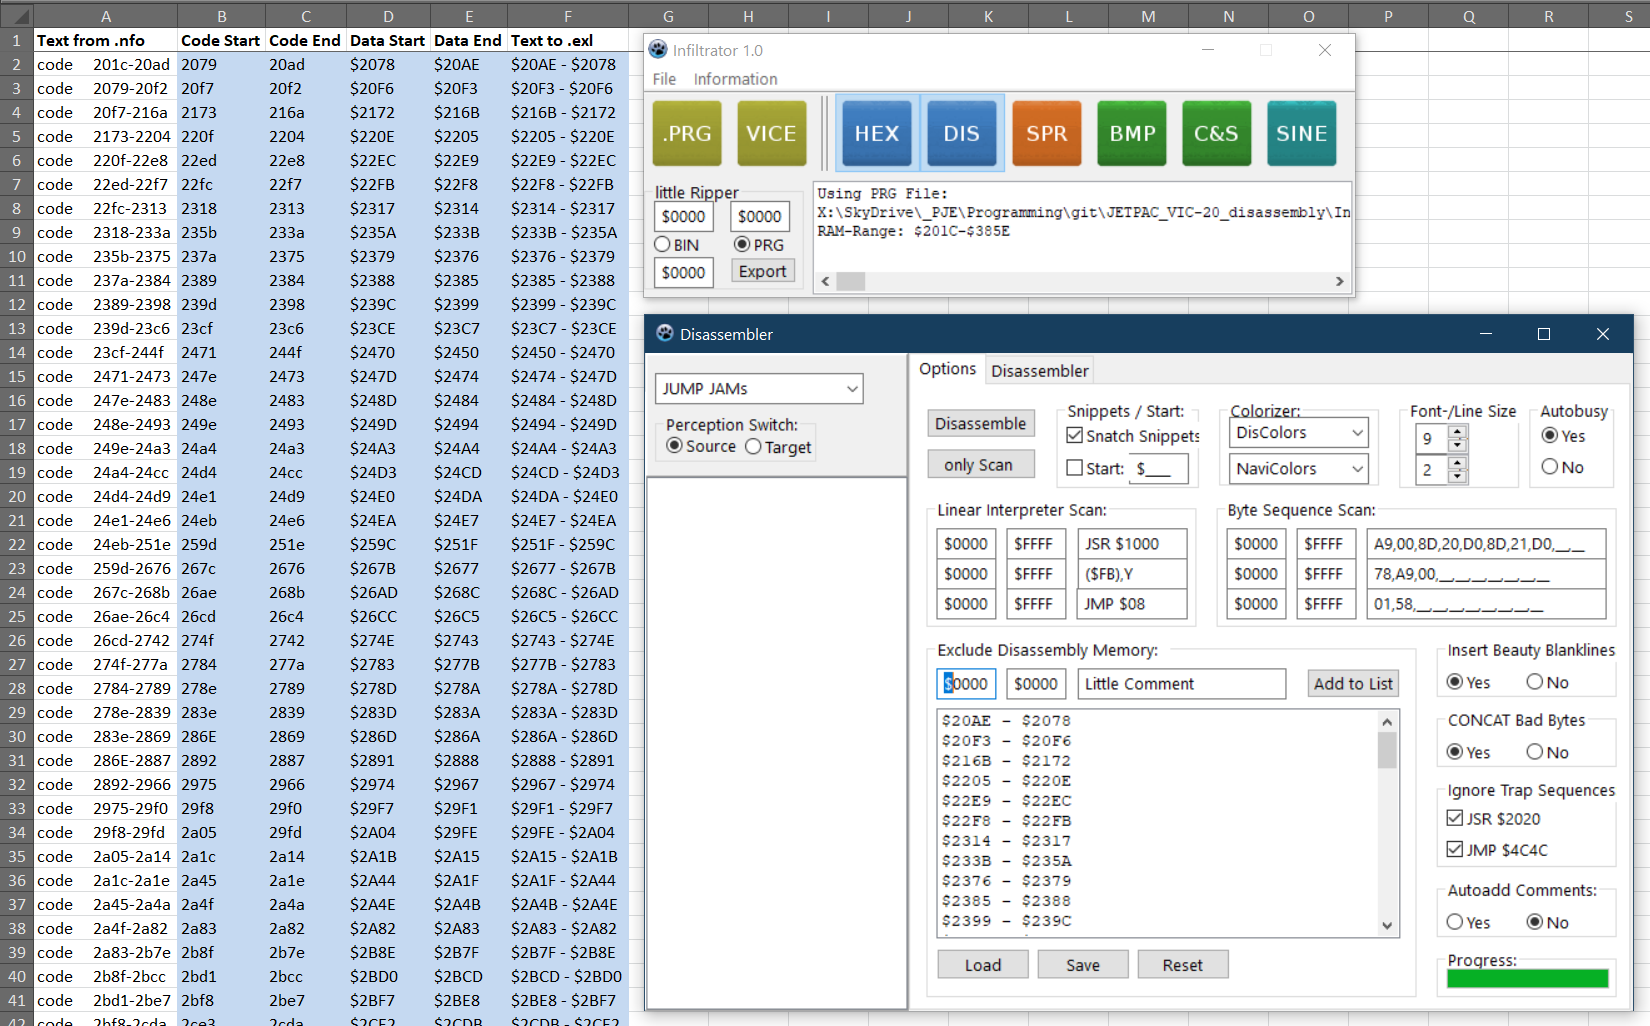 A B C D E F G H I J K L M N O P Q R S
1 Text from .nfo Code Start Code End Data Start Data End Text to .exl
2 code 201c-20ad 2079 20ad $2078 $20AE $20AE - $2078
3 code 2079-20f2 20f7 20f2 $20F6 $20F3 $20F3 - $20F6
4 code 20f7-216a 2173 216a $2172 $216B $216B - $2172
5 code 2173-2204 220f 2204 $220E $2205 $2205 - $220E
6 code 220f-22e8 22ed 22e8 $22EC $22E9 $22E9 - $22EC
7 code 22ed-22f7 22fc 22f7 $22FB $22F8 $22F8 - $22FB
8 code 22fc-2313 2318 2313 $2317 $2314 $2314 - $2317
9 code 2318-233a 235b 233a $235A $233B $233B - $235A
10 code 235b-2375 237a 2375 $2379 $2376 $2376 - $2379
11 code 237a-2384 2389 2384 $2388 $2385 $2385 - $2388
12 code 2389-2398 239d 2398 $239C $2399 $2399 - $239C
13 code 239d-23c6 23cf 23c6 $23CE $23C7 $23C7 - $23CE
14 code 23cf-244f 2471 244f $2470 $2450 $2450 - $2470
15 code 2471-2473 247e 2473 $247D $2474 $2474 - $247D
16 code 247e-2483 248e 2483 $248D $2484 $2484 - $248D
17 code 248e-2493 249e 2493 $249D $2494 $2494 - $249D
18 code 249e-24a3 24a4 24a3 $24A3 $24A4 $24A4 - $24A3
19 code 24a4-24cc 24d4 24cc $24D3 $24CD $24CD - $24D3
20 code 24d4-24d9 24e1 24d9 $24E0 $24DA $24DA - $24E0
21 code 24e1-24e6 24eb 24e6 $24EA $24E7 $24E7 - $24EA
22 code 24eb-251e 259d 251e $259C $251F $251F - $259C
23 code 259d-2676 267c 2676 $267B $2677 $2677 - $267B
24 code 267c-268b 26ae 268b $26AD $268C $268C - $26AD
25 code 26ae-26c4 26cd 26c4 $26CC $26C5 $26C5 - $26CC
26 code 26cd-2742 274f 2742 $274E $2743 $2743 - $274E
27 code 274f-277a 2784 277a $2783 $277B $277B - $2783
28 code 2784-2789 278e 2789 $278D $278A $278A - $278D
29 code 278e-2839 283e 2839 $283D $283A $283A - $283D
30 code 283e-2869 286E 2869 $286D $286A $286A - $286D
31 code 286E-2887 2892 2887 $2891 $2888 $2888 - $2891
32 code 2892-2966 2975 2966 $2974 $2967 $2967 - $2974
33 code 2975-29f0 29f8 29f0 $29F7 $29F1 $29F1 - $29F7
34 code 29f8-29fd 2a05 29fd $2A04 $29FE $29FE - $2A04
35 code 2a05-2a14 2a1c 2a14 $2A1B $2A15 $2A15 - $2A1B
36 code 2a1c-2a1e 2a45 2a1e $2A44 $2A1F $2A1F - $2A44
37 code 2a45-2a4a 2a4f 2a4a $2A4E $2A4B $2A4B - $2A4E
38 code 2a4f-2a82 2a83 2a82 $2A82 $2A83 $2A83 - $2A82
39 code 2a83-2b7e 2b8f 2b7e $2B8E $2B7F $2B7F - $2B8E
40 code 2b8f-2bcc 2bd1 2bcc $2BD0 $2BCD $2BCD - $2BD0
41 code 2bd1-2be7 2bf8 2be7 $2BF7 $2BE8 $2BE8 - $2BF7
42 code 2bf8-2cda 2ce3 2cda $2CE2 $2CDB $2CDB - $2CE2
Infiltrator 1.0
File Information
.PRG VICE HEX DIS SPR BMP C&S SINE
little Ripper
$0000 $0000
BIN PRG
$0000 Export
Using PRG File:
X:\SkyDrive\_PJE\Programming\git\JETPAC_VIC-20_disassembly\In
RAM-Range: $201C-$385E
Disassembler
JUMP JAMs
Perception Switch:
Source Target
Options Disassembler
Disassemble
only Scan
Snippets / Start:
Snatch Snippets
Start: $___
Colorizer:
DisColors
NaviColors
Font-/Line Size
9
2
Autobusy
Yes
No
Linear Interpreter Scan:
$0000 $FFFF JSR $1000
$0000 $FFFF ($FB),Y
$0000 $FFFF JMP $08
Byte Sequence Scan:
$0000 $FFFF A9,00,8D,20,D0,8D,21,D0,__,__
$0000 $FFFF 78,A9,00,__,__,__,__,__,__,__
$0000 $FFFF 01,58,__,__,__,__,__,__,__,__
Exclude Disassembly Memory:
$0000 $0000 Little Comment Add to List
$20AE - $2078
$20F3 - $20F6
$216B - $2172
$2205 - $220E
$22E9 - $22EC
$22F8 - $22FB
$2314 - $2317
$233B - $235A
$2376 - $2379
$2385 - $2388
$2399 - $239C
Load Save Reset
Insert Beauty Blanklines
Yes No
CONCAT Bad Bytes
Yes No
Ignore Trap Sequences
JSR $2020
JMP $4C4C
Autoadd Comments:
Yes No
Progress: